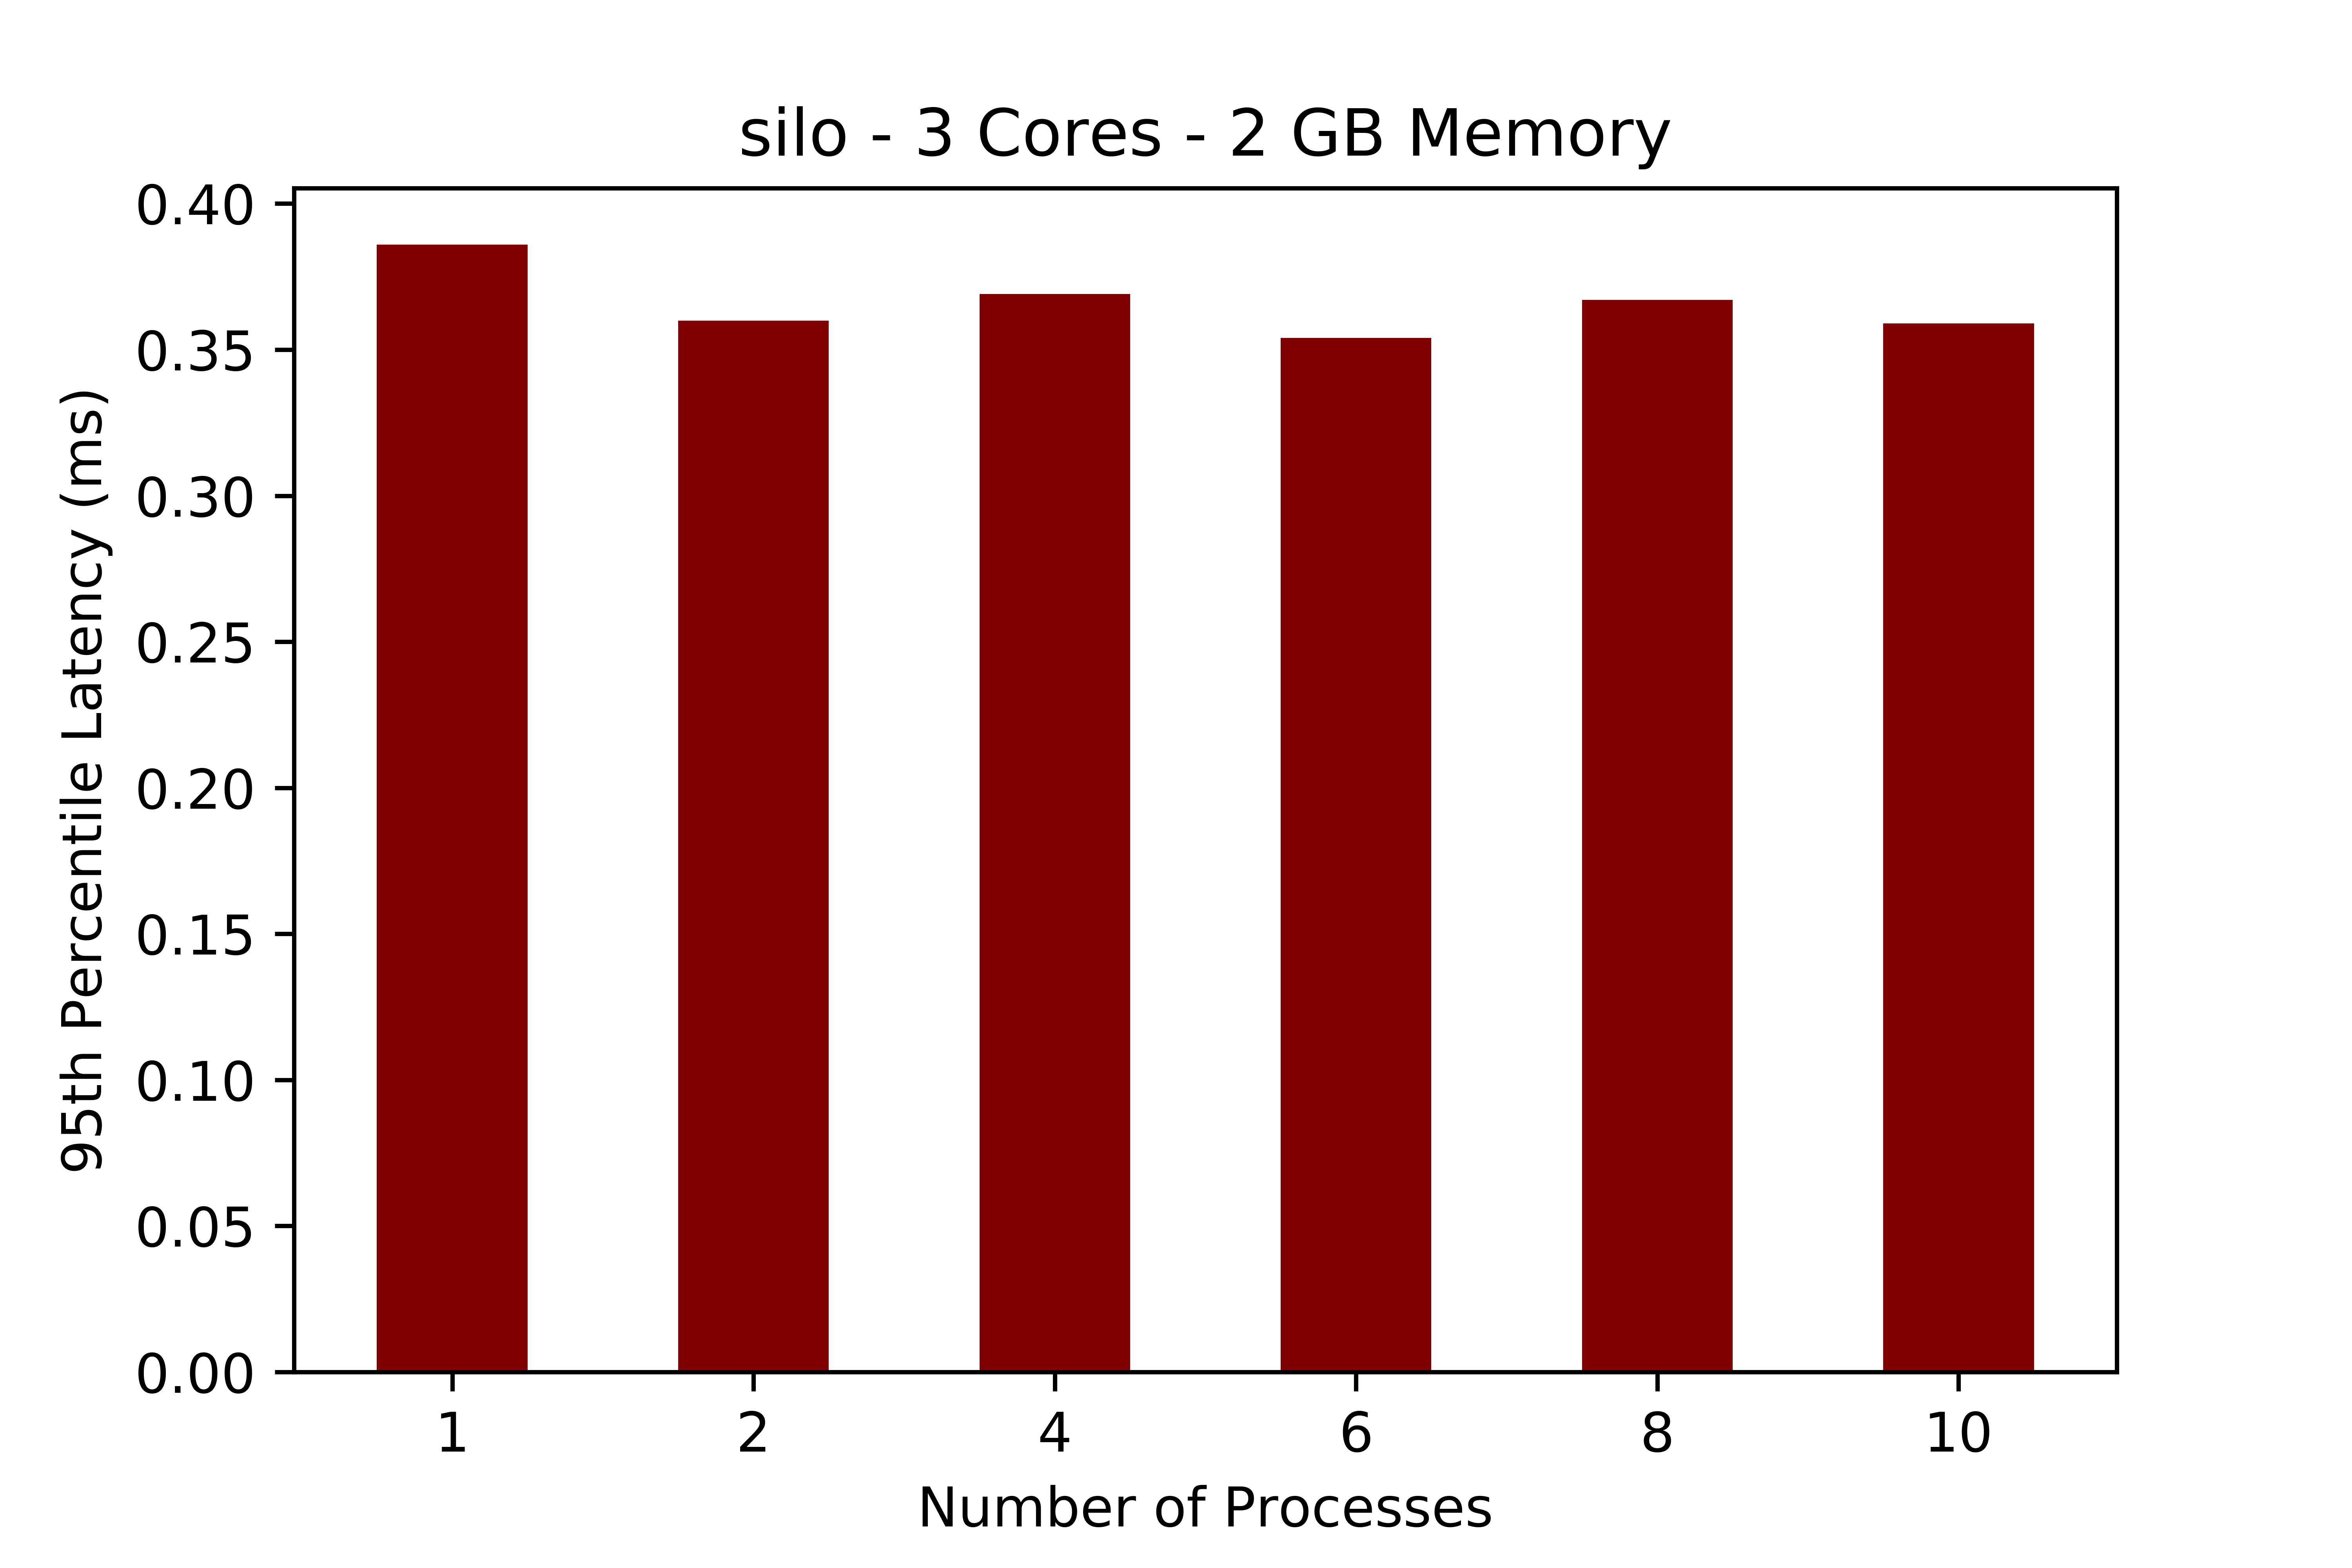 silo - 3 Cores - 2 GB Memory
95th Percentile Latency (ms)
0.40
0.35
0.30
0.25
0.20
0.15
0.10
0.05
0.00
1 2 4 6 8 10
Number of Processes